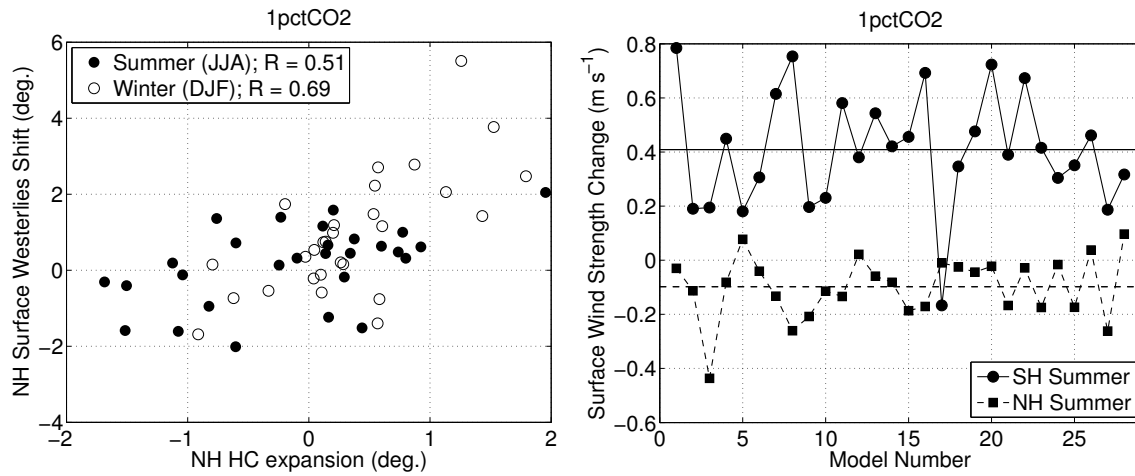 1pctCO2
Summer (JJA); R = 0.51
Winter (DJF); R = 0.69
NH Surface Westerlies Shift (deg.)
6
4
2
0
−2
−4
−2
−1
0
1
2
NH HC expansion (deg.)
1pctCO2
Surface Wind Strength Change (m s⁻¹)
0.8
0.6
0.4
0.2
0
−0.2
−0.4
−0.6
SH Summer
NH Summer
0
5
10
15
20
25
Model Number